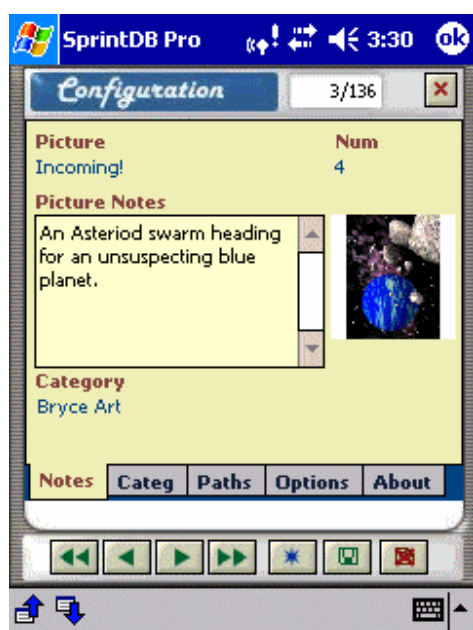 SprintDB Pro 3:30 ok
Configuration 3/136
Picture Num
Incoming! 4
Picture Notes
An Asteriod swarm heading
for an unsuspecting blue
planet.
Category
Bryce Art
Notes Categ Paths Options About